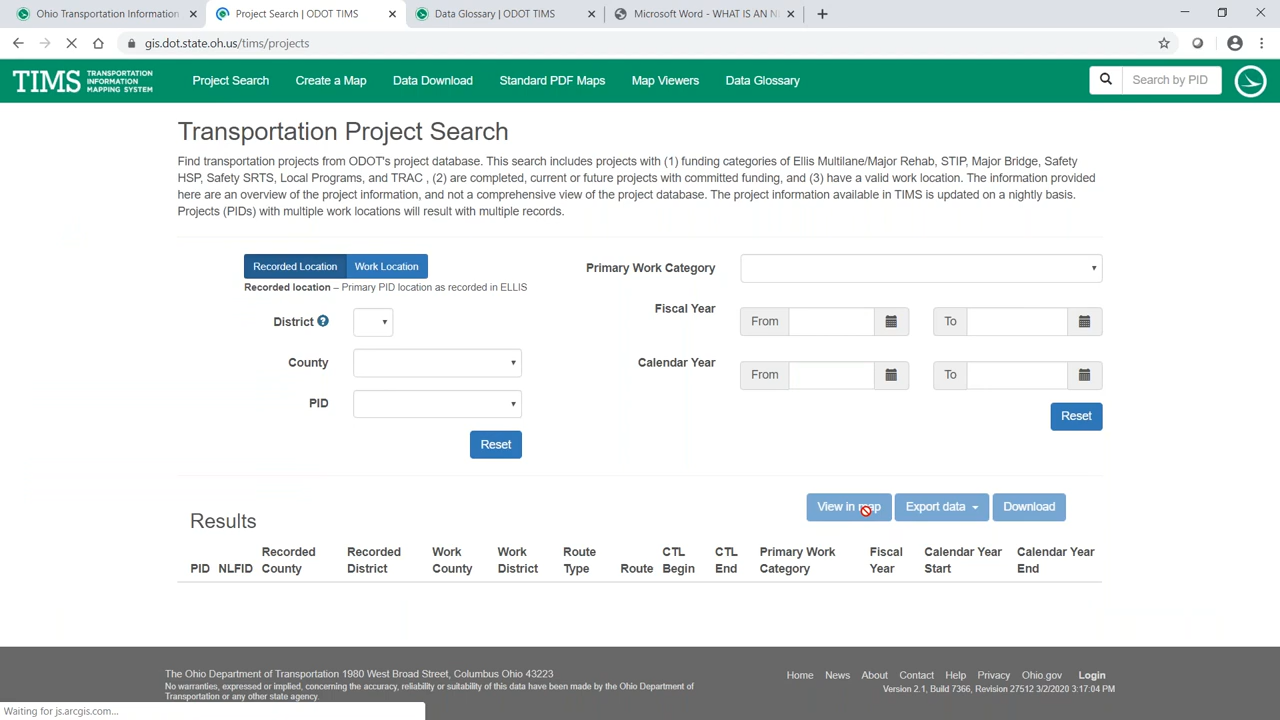 Ohio Transportation Information
Project Search | ODOT TIMS
Data Glossary | ODOT TIMS
Microsoft Word - WHAT IS AN N
gis.dot.state.oh.us/tims/projects
TIMS TRANSPORTATION INFORMATION MAPPING SYSTEM
Project Search
Create a Map
Data Download
Standard PDF Maps
Map Viewers
Data Glossary
Search by PID
Transportation Project Search
Find transportation projects from ODOT's project database. This search includes projects with (1) funding categories of Ellis Multilane/Major Rehab, STIP, Major Bridge, Safety
HSP, Safety SRTS, Local Programs, and TRAC , (2) are completed, current or future projects with committed funding, and (3) have a valid work location. The information provided
here are an overview of the project information, and not a comprehensive view of the project database. The project information available in TIMS is updated on a nightly basis.
Projects (PIDs) with multiple work locations will result with multiple records.
Recorded Location
Work Location
Recorded location – Primary PID location as recorded in ELLIS
District ?
County
PID
Reset
Primary Work Category
Fiscal Year
From
To
Calendar Year
From
To
Reset
View in map
Export data
Download
Results
PID
NLFID
Recorded County
Recorded District
Work County
Work District
Route Type
Route
CTL Begin
CTL End
Primary Work Category
Fiscal Year
Calendar Year Start
Calendar Year End
The Ohio Department of Transportation 1980 West Broad Street, Columbus Ohio 43223
No warranties, expressed or implied, concerning the accuracy, reliability or suitability of this data have been made by the Ohio Department of
Transportation or any other state agency.
Home
News
About
Contact
Help
Privacy
Ohio.gov
Login
Version 2.1, Build 7366, Revision 27512 3/2/2020 3:17:04 PM
Waiting for js.arcgis.com...